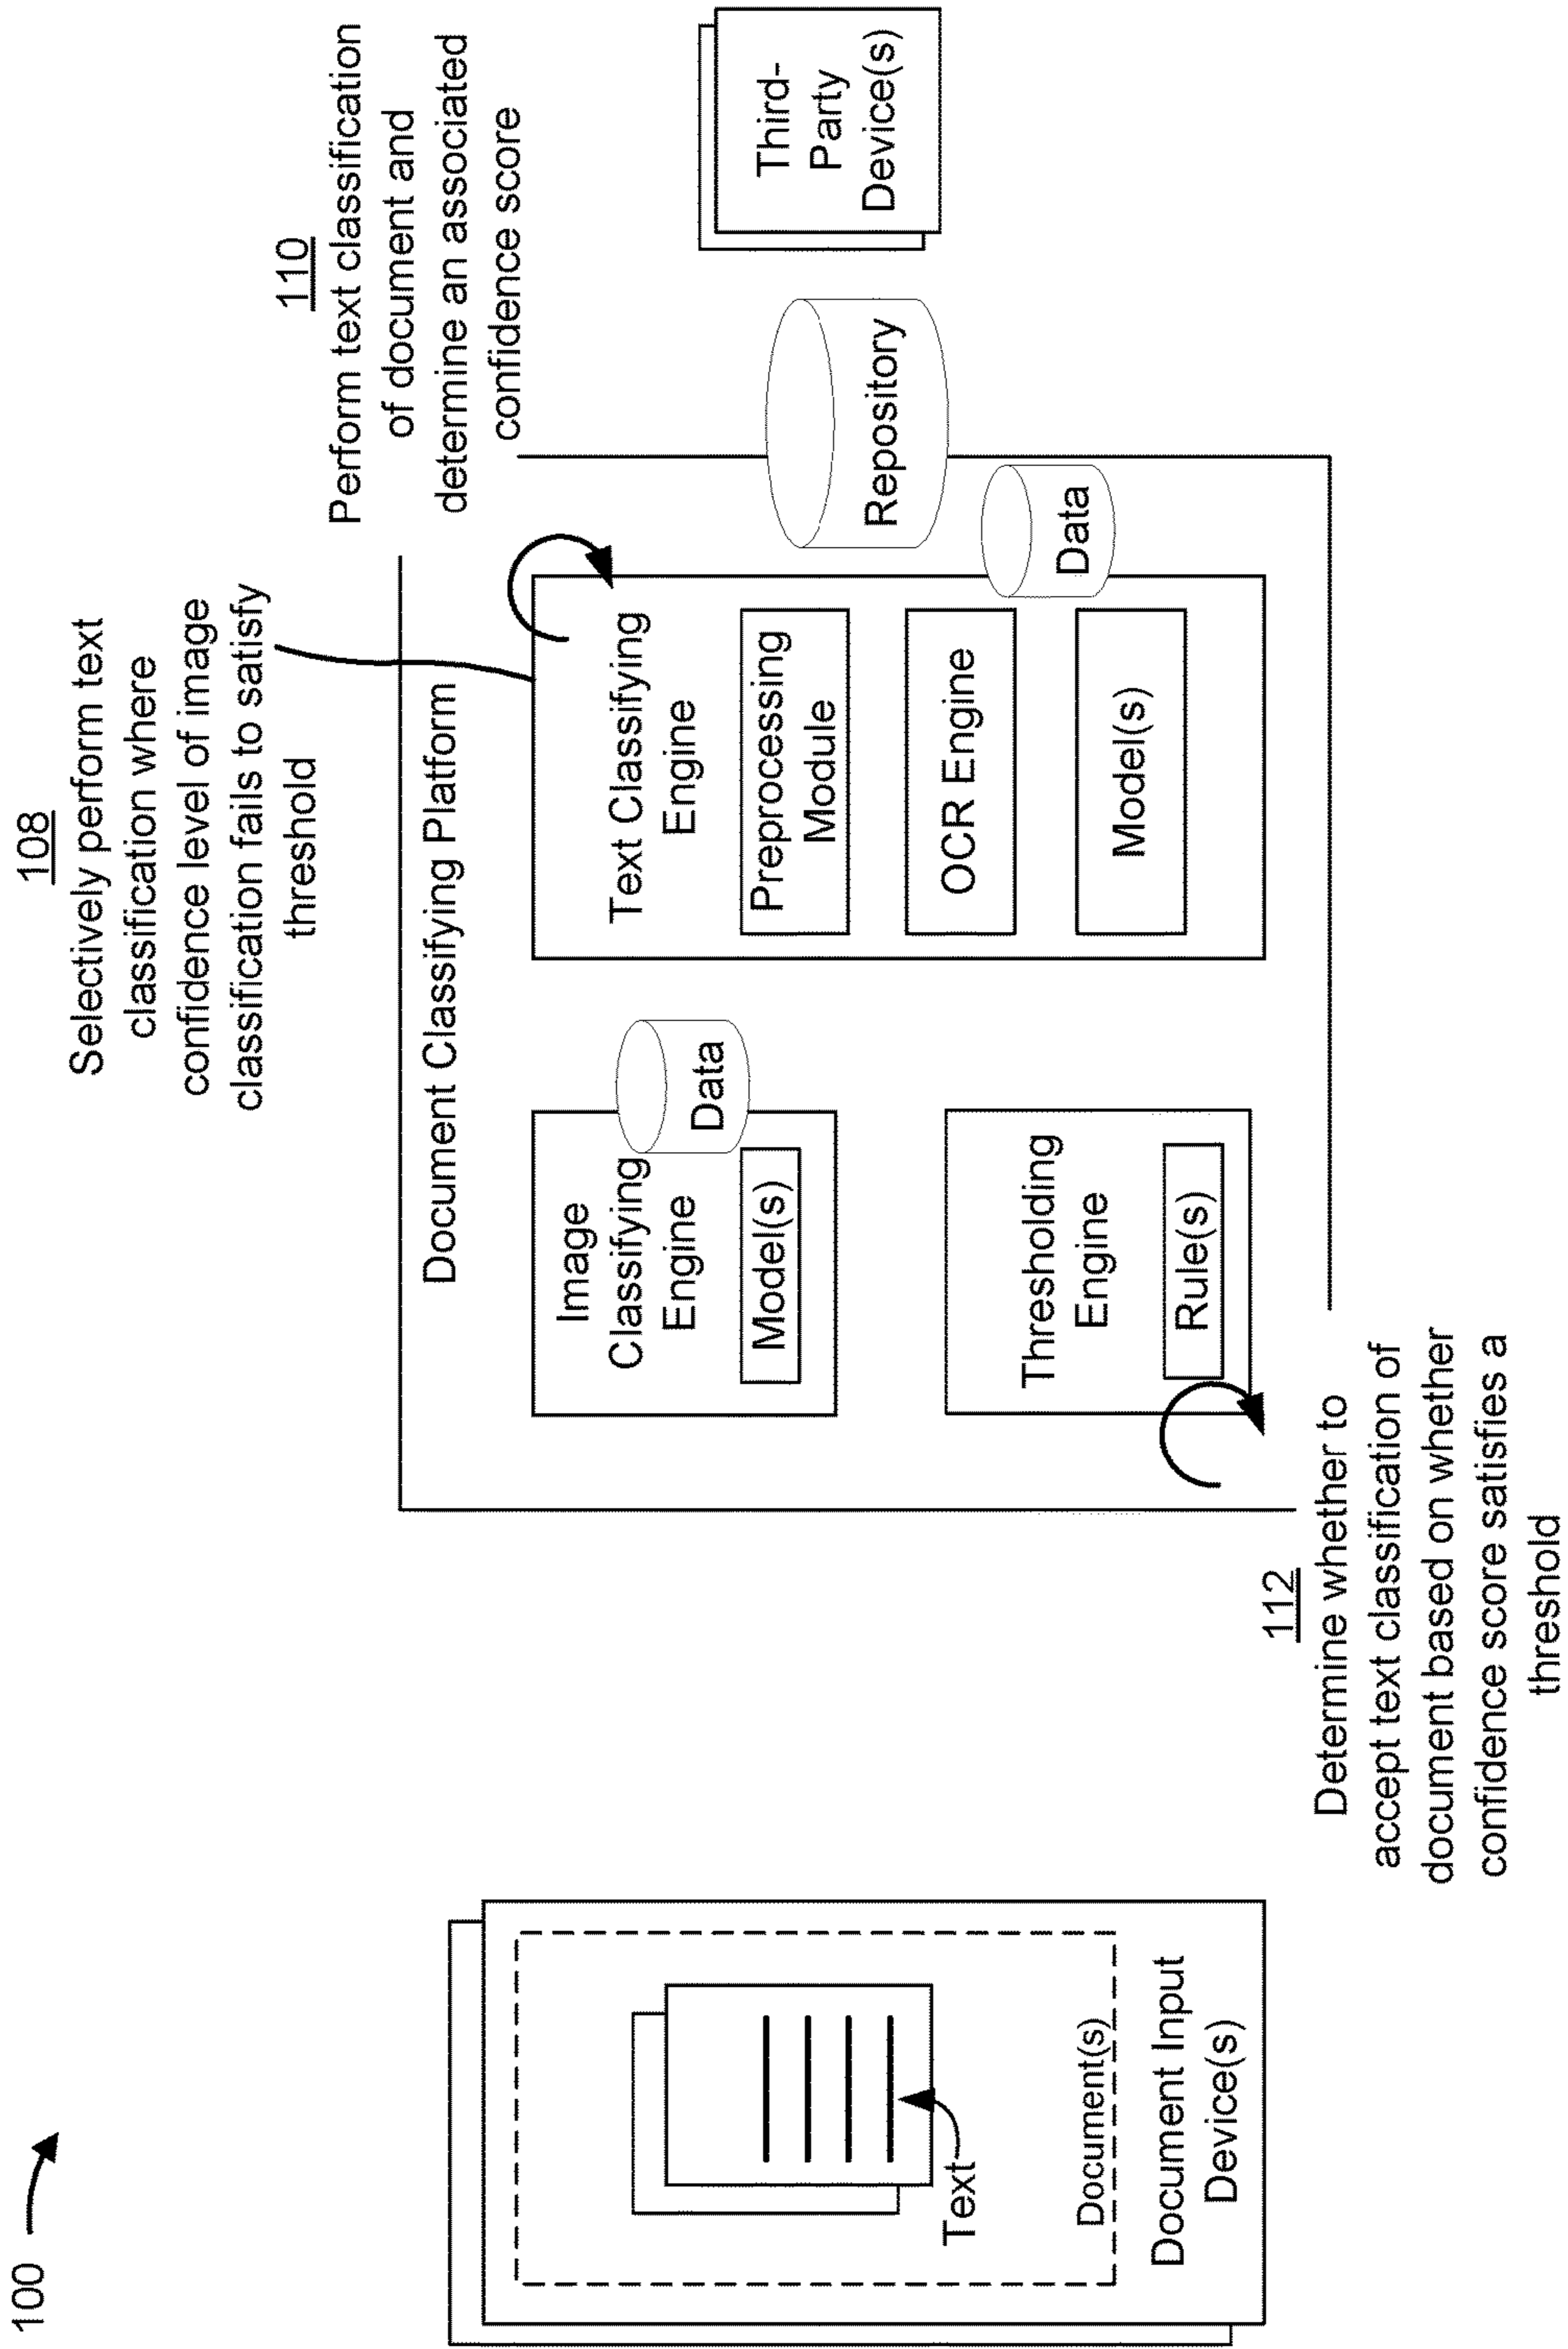 100
108
Selectively perform text
classification where
confidence level of image
classification fails to satisfy
threshold
110
Perform text classification
of document and
determine an associated
confidence score
Document Classifying Platform
Image
Classifying
Engine
Model(s)
Data
Text Classifying
Engine
Preprocessing
Module
OCR Engine
Model(s)
Data
Repository
Third-
Party
Device(s)
Thresholding
Engine
Rule(s)
Text
Document(s)
Document Input
Device(s)
112
Determine whether to
accept text classification of
document based on whether
confidence score satisfies a
threshold